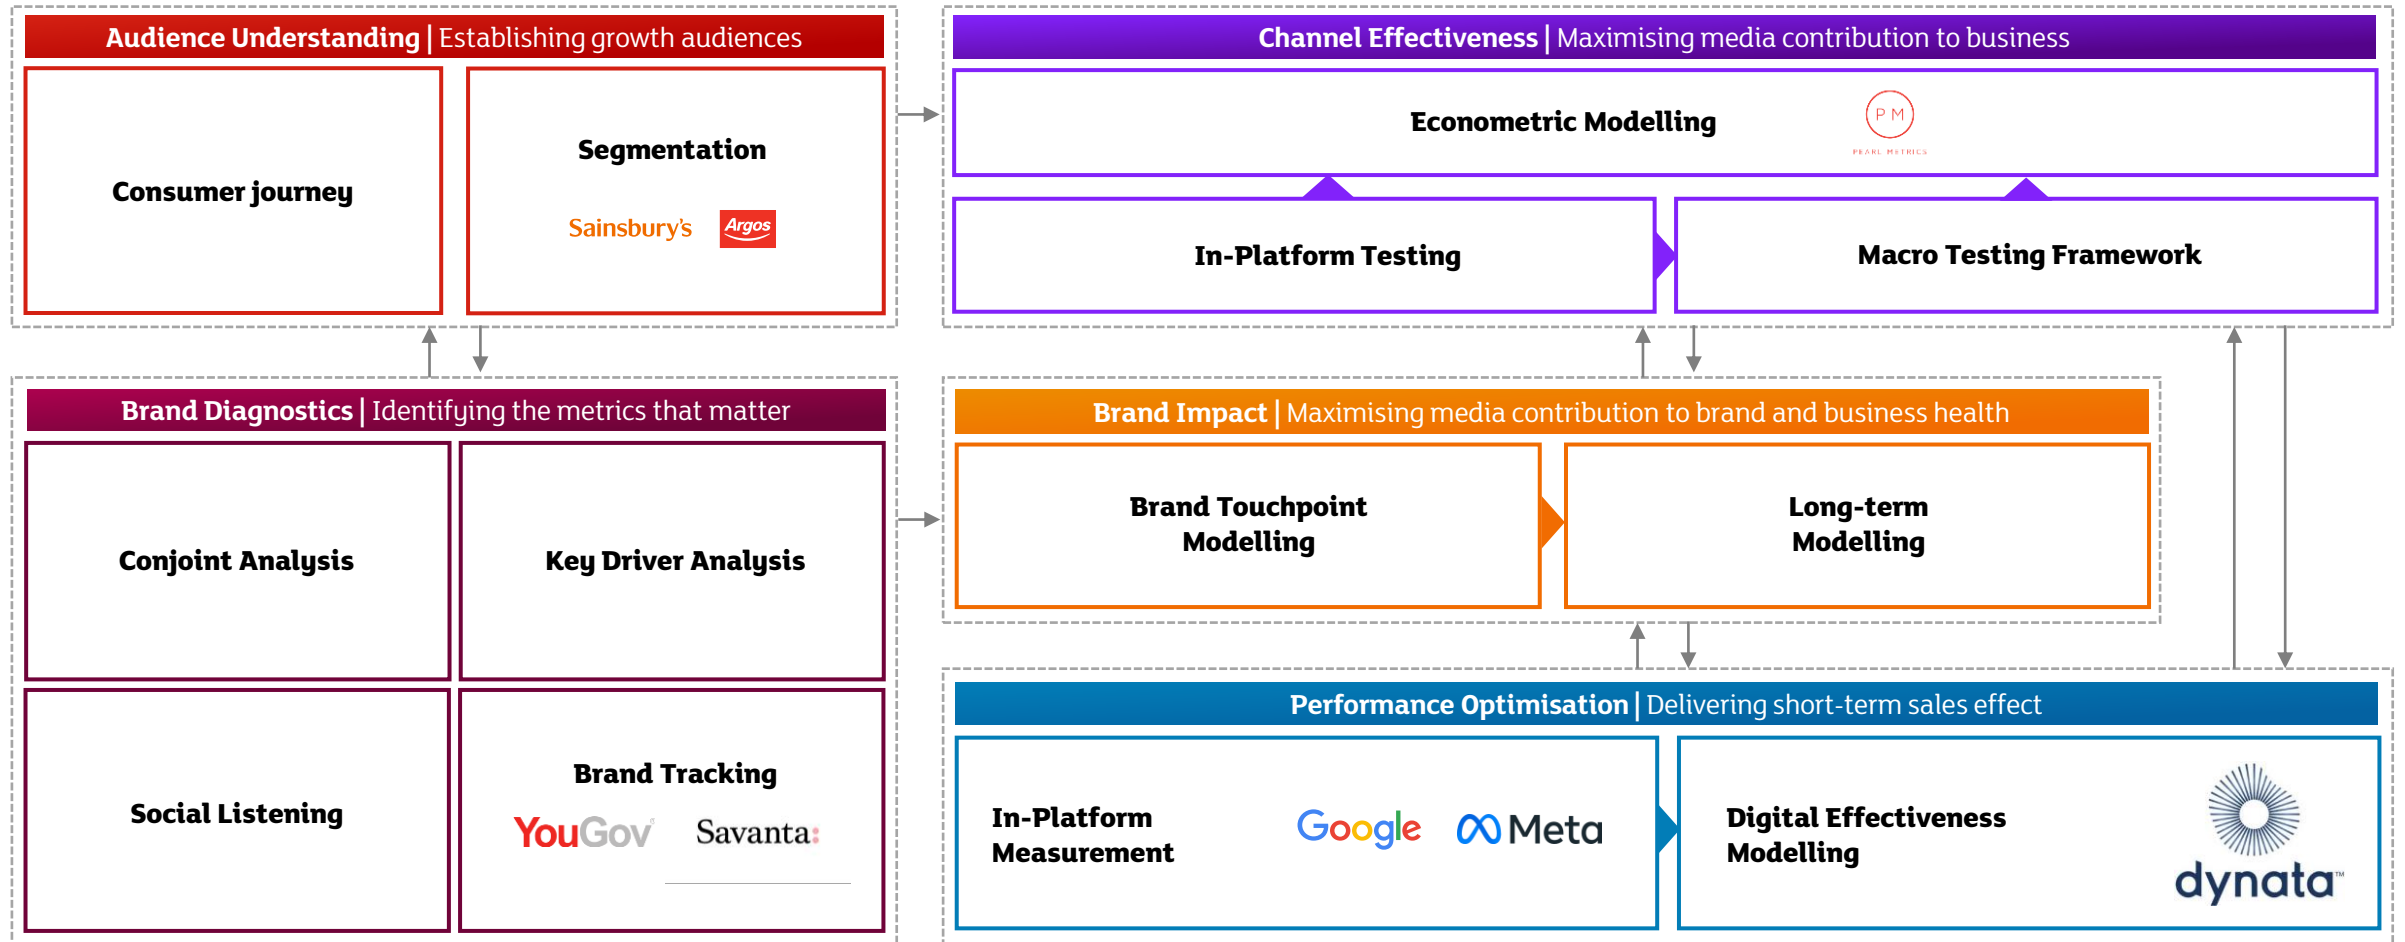 Audience Understanding | Establishing growth audiences
Consumer journey
Segmentation
Sainsbury's
Argos
Channel Effectiveness | Maximising media contribution to business
Econometric Modelling
P M
PEARL METRICS
In-Platform Testing
Macro Testing Framework
Brand Diagnostics | Identifying the metrics that matter
Conjoint Analysis
Key Driver Analysis
Social Listening
Brand Tracking
YouGov
Savanta:
Brand Impact | Maximising media contribution to brand and business health
Brand Touchpoint
Modelling
Long-term
Modelling
Performance Optimisation | Delivering short-term sales effect
In-Platform
Measurement
Google
Meta
Digital Effectiveness
Modelling
dynata™